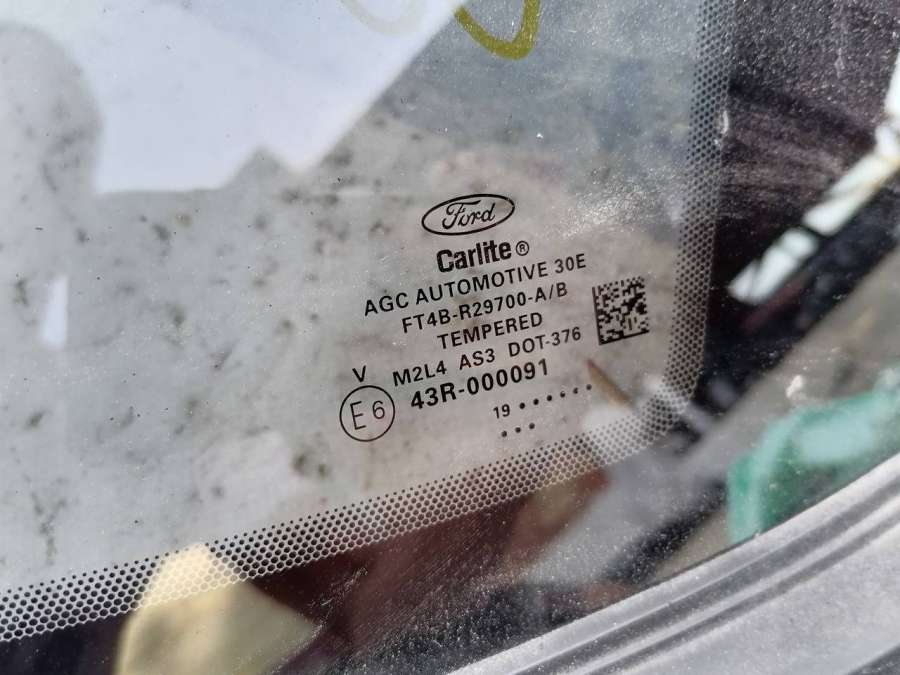 Ford
Carlite®
AGC AUTOMOTIVE 30E
FT4B-R29700-A/B
TEMPERED
M2L4 AS3 DOT-376
V
E6
43R-000091
19 • • • • • •
• • •